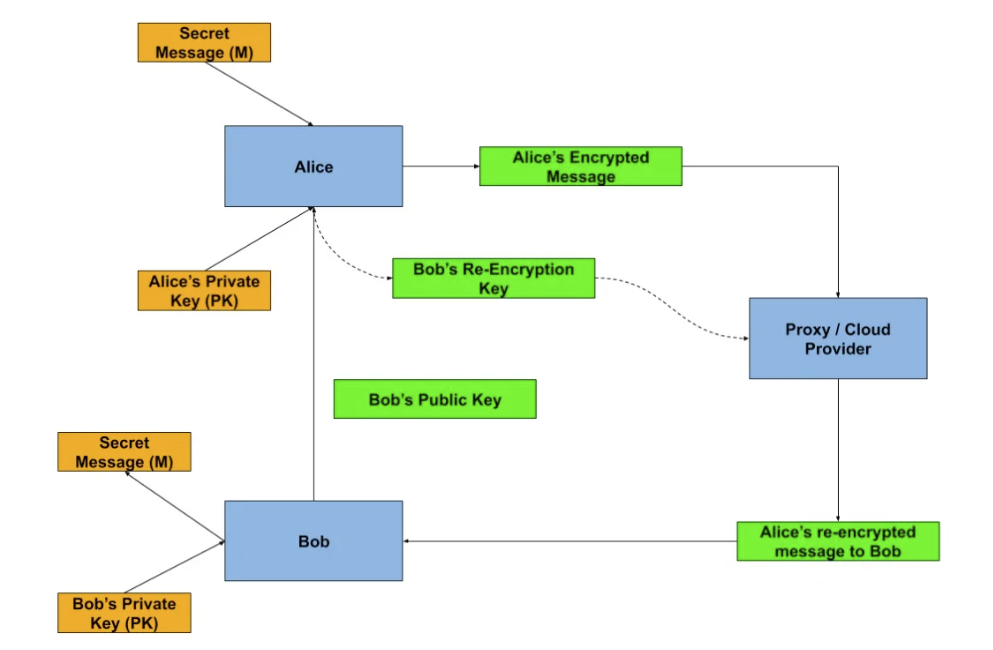 Secret
Message (M)
Alice
Alice’s Encrypted
Message
Bob’s Re-Encryption
Key
Alice’s Private
Key (PK)
Proxy / Cloud
Provider
Bob’s Public Key
Secret
Message (M)
Bob
Alice’s re-encrypted
message to Bob
Bob’s Private
Key (PK)